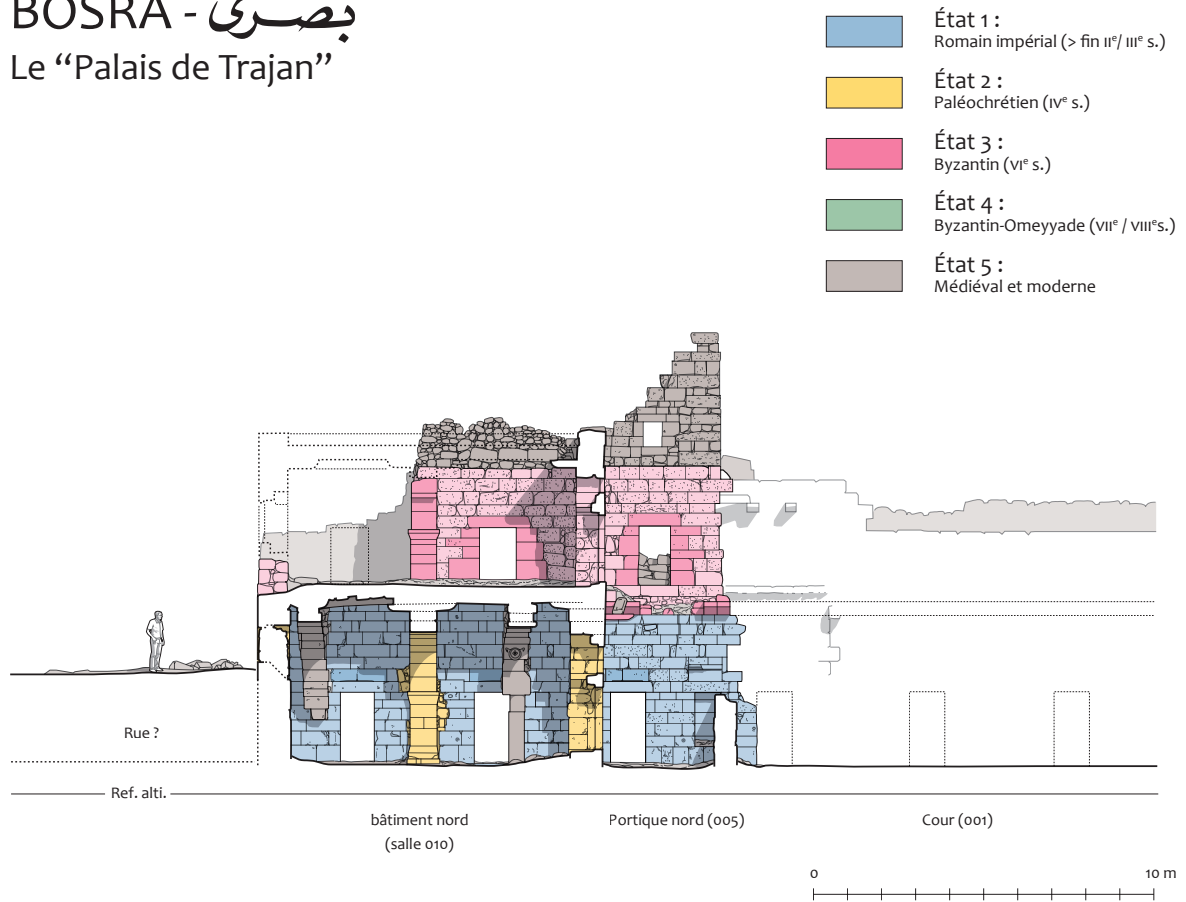 BOSRA - بصرى
Le “Palais de Trajan”
État 1 :
Romain impérial (> fin IIe/ IIIe s.)
État 2 :
Paléochrétien (IVe s.)
État 3 :
Byzantin (VIe s.)
État 4 :
Byzantin-Omeyyade (VIIe / VIIIes.)
État 5 :
Médiéval et moderne
Rue ?
Ref. alti.
bâtiment nord
(salle 010)
Portique nord (005)
Cour (001)
0 10 m